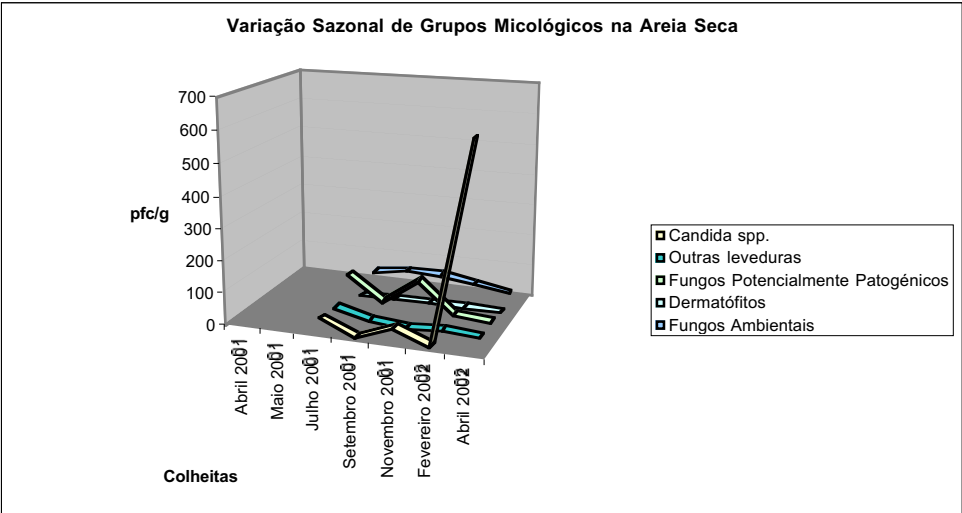 Variação Sazonal de Grupos Micológicos na Areia Seca
700
600
500
400
300
200
100
0
pfc/g
Abril 2001
Maio 2001
Julho 2001
Setembro 2001
Novembro 2001
Fevereiro 2002
Abril 2002
Colheitas
Candida spp.
Outras leveduras
Fungos Potencialmente Patogénicos
Dermatófitos
Fungos Ambientais